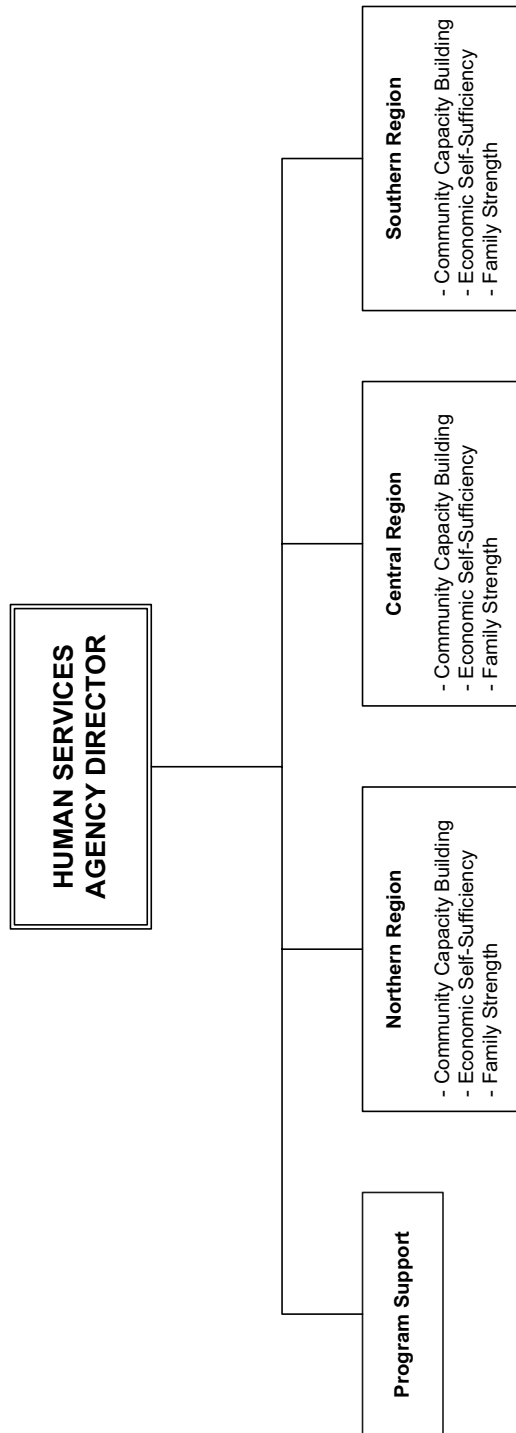 HUMAN SERVICES
AGENCY DIRECTOR
Program Support
Northern Region
- Community Capacity Building
- Economic Self-Sufficiency
- Family Strength
Central Region
- Community Capacity Building
- Economic Self-Sufficiency
- Family Strength
Southern Region
- Community Capacity Building
- Economic Self-Sufficiency
- Family Strength